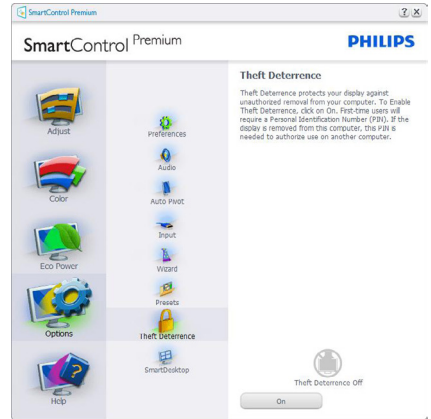 SmartControl Premium
SmartControl Premium
PHILIPS
Adjust
Color
Eco Power
Options
Help
Preferences
Audio
Auto Pivot
Input
Wizard
Presets
Theft Deterrence
SmartDesktop
Theft Deterrence
Theft Deterrence protects your display against
unauthorized removal from your computer. To Enable
Theft Deterrence, click on On. First-time users will
require a Personal Identification Number (PIN). If the
display is removed from this computer, this PIN is
needed to authorize use on another computer.
Theft Deterrence Off
On